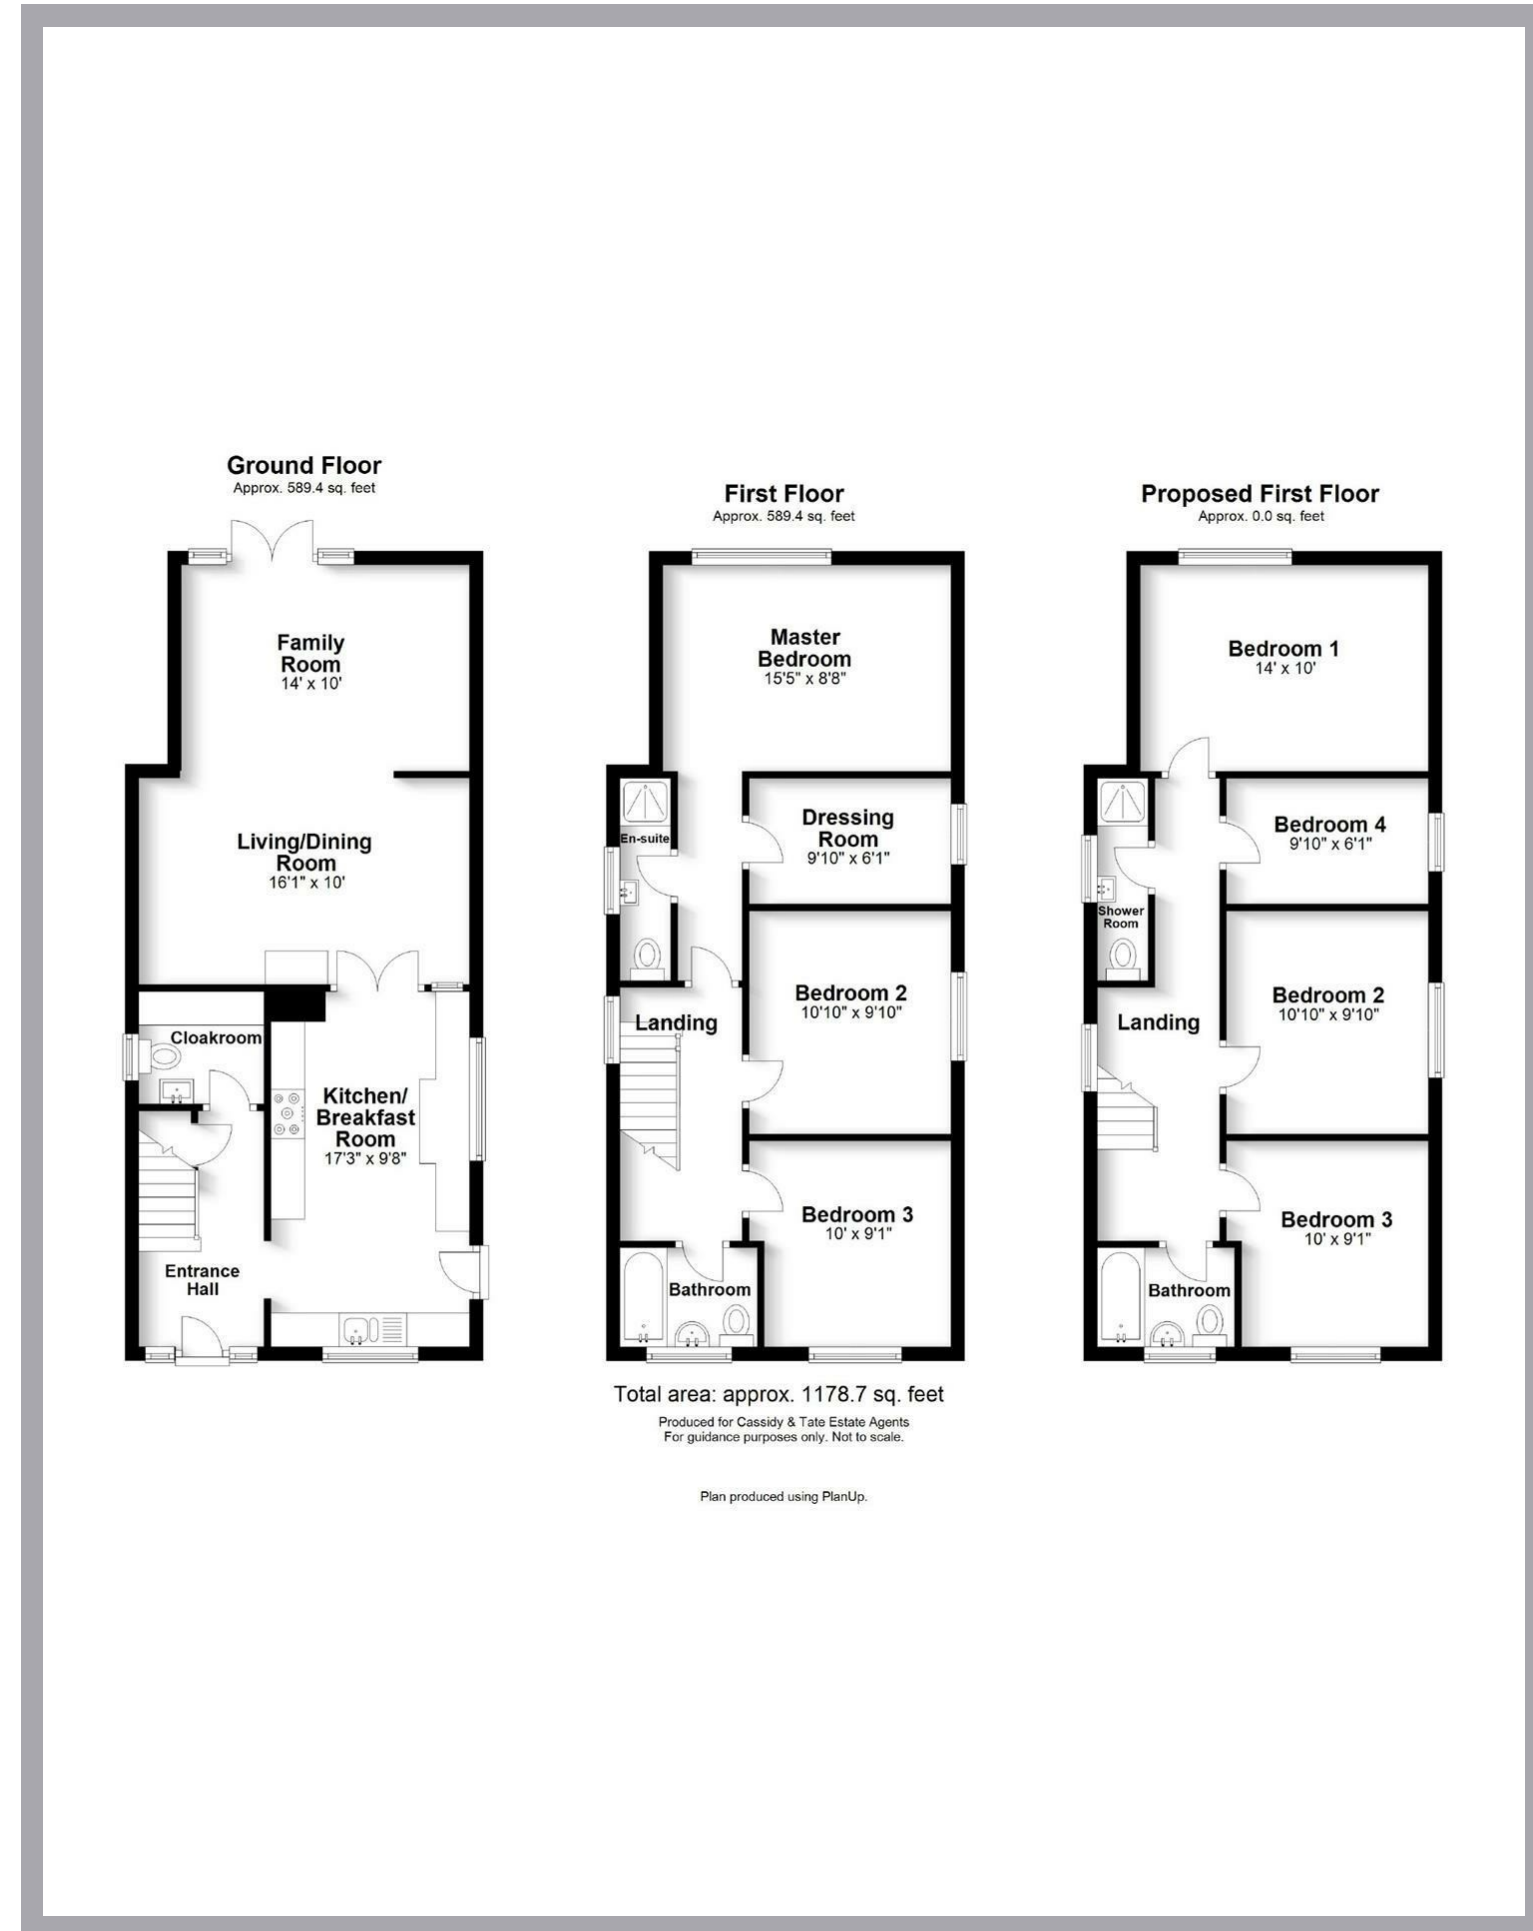 Ground Floor
Approx. 589.4 sq. feet
Family
Room
14' x 10'
Living/Dining
Room
16'1" x 10'
Cloakroom
Kitchen/
Breakfast
Room
17'3" x 9'8"
Entrance
Hall
First Floor
Approx. 589.4 sq. feet
Master
Bedroom
15'5" x 8'8"
En-suite
Dressing
Room
9'10" x 6'1"
Bedroom 2
10'10" x 9'10"
Landing
Bedroom 3
10' x 9'1"
Bathroom
Proposed First Floor
Approx. 0.0 sq. feet
Bedroom 1
14' x 10'
Bedroom 4
9'10" x 6'1"
Shower
Room
Bedroom 2
10'10" x 9'10"
Landing
Bedroom 3
10' x 9'1"
Bathroom
Total area: approx. 1178.7 sq. feet
Produced for Cassidy & Tate Estate Agents
For guidance purposes only. Not to scale.
Plan produced using PlanUp.